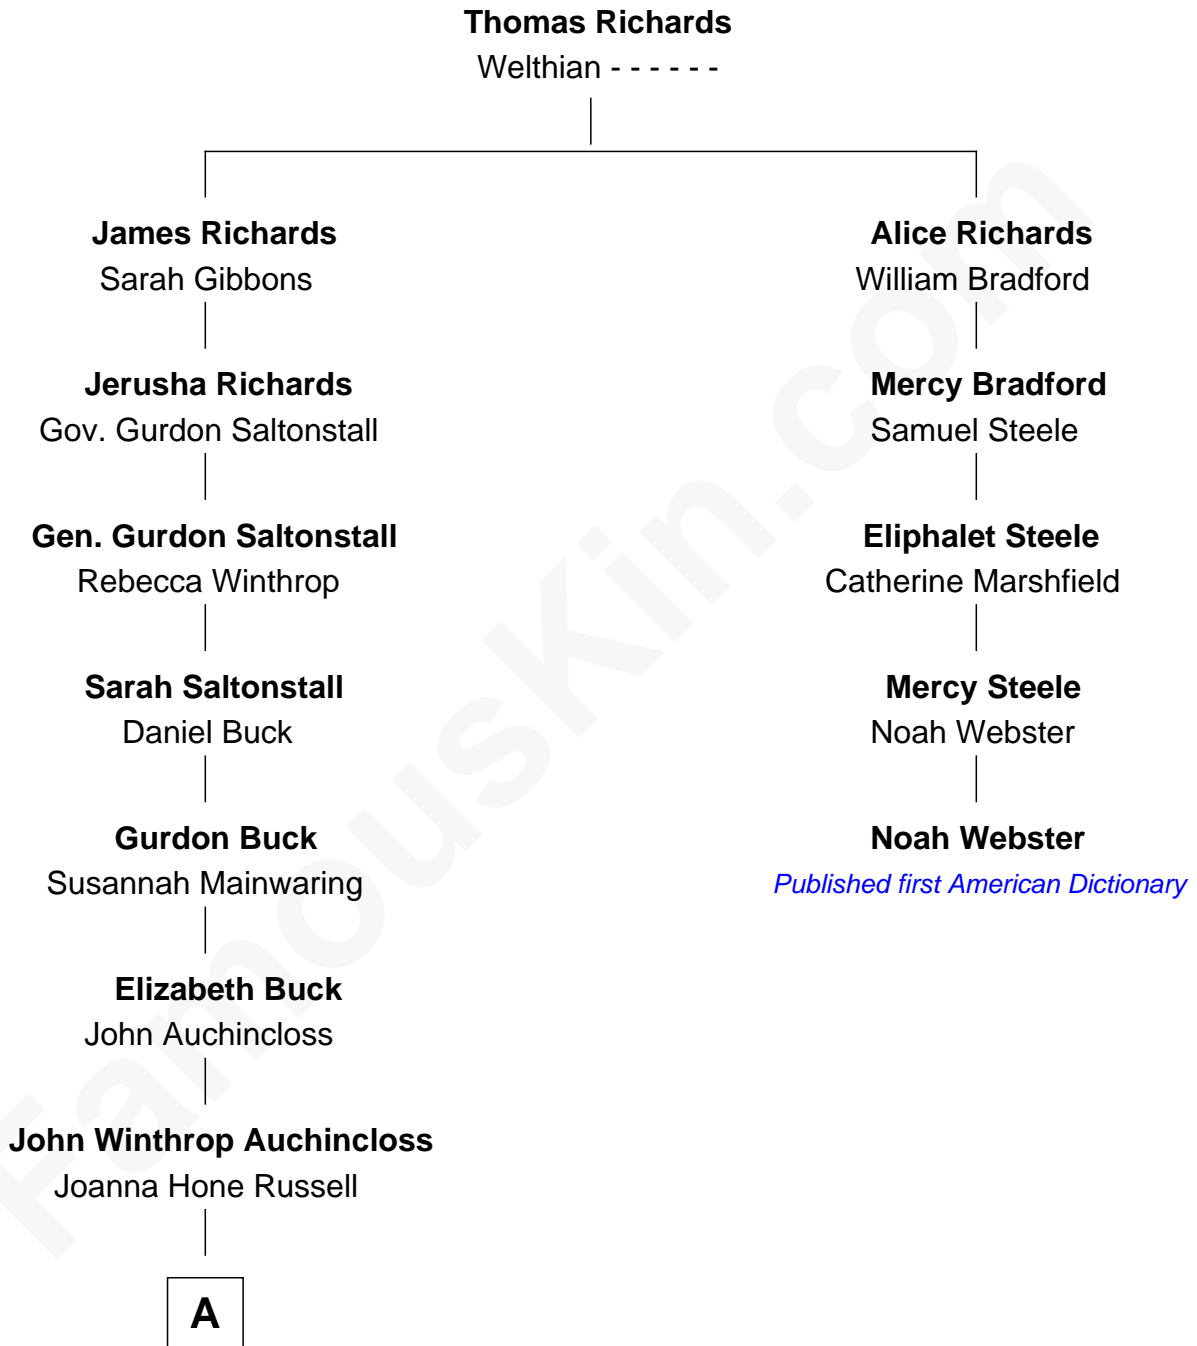 Thomas Richards
Welthian - - - - - -
James Richards
Sarah Gibbons
Alice Richards
William Bradford
Jerusha Richards
Gov. Gurdon Saltonstall
Mercy Bradford
Samuel Steele
Gen. Gurdon Saltonstall
Rebecca Winthrop
Eliphalet Steele
Catherine Marshfield
Sarah Saltonstall
Daniel Buck
Mercy Steele
Noah Webster
Gurdon Buck
Susannah Mainwaring
Noah Webster
Published first American Dictionary
Elizabeth Buck
John Auchincloss
John Winthrop Auchincloss
Joanna Hone Russell
A
FamousKin.com